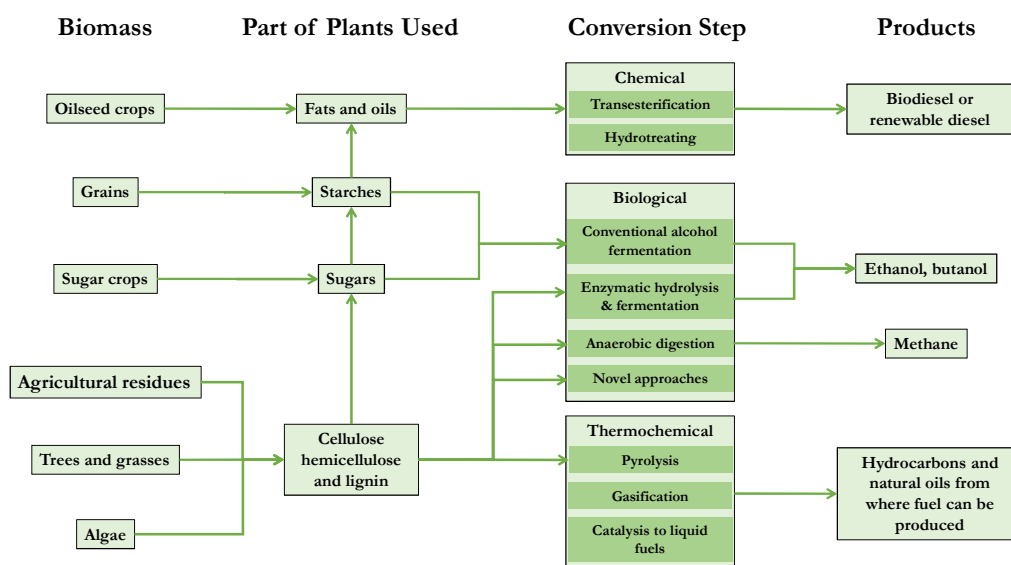 Biomass
Part of Plants Used
Conversion Step
Products
Oilseed crops
Fats and oils
Chemical
Transesterification
Hydrotreating
Biodiesel or
renewable diesel
Grains
Starches
Sugar crops
Sugars
Biological
Conventional alcohol
fermentation
Enzymatic hydrolysis
& fermentation
Anaerobic digestion
Novel approaches
Ethanol, butanol
Methane
Agricultural residues
Trees and grasses
Algae
Cellulose
hemicellulose
and lignin
Thermochemical
Pyrolysis
Gasification
Catalysis to liquid
fuels
Hydrocarbons and
natural oils from
where fuel can be
produced